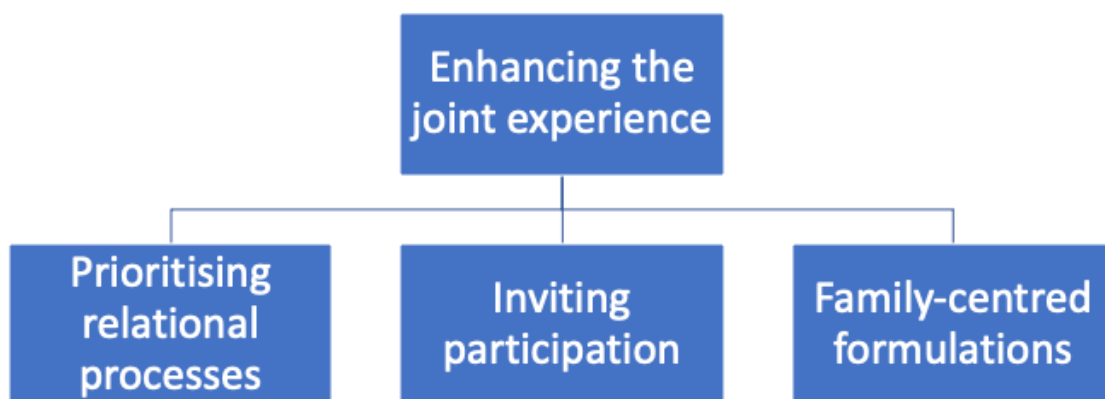 Enhancing the
joint experience
Prioritising
relational
processes
Inviting
participation
Family-centred
formulations